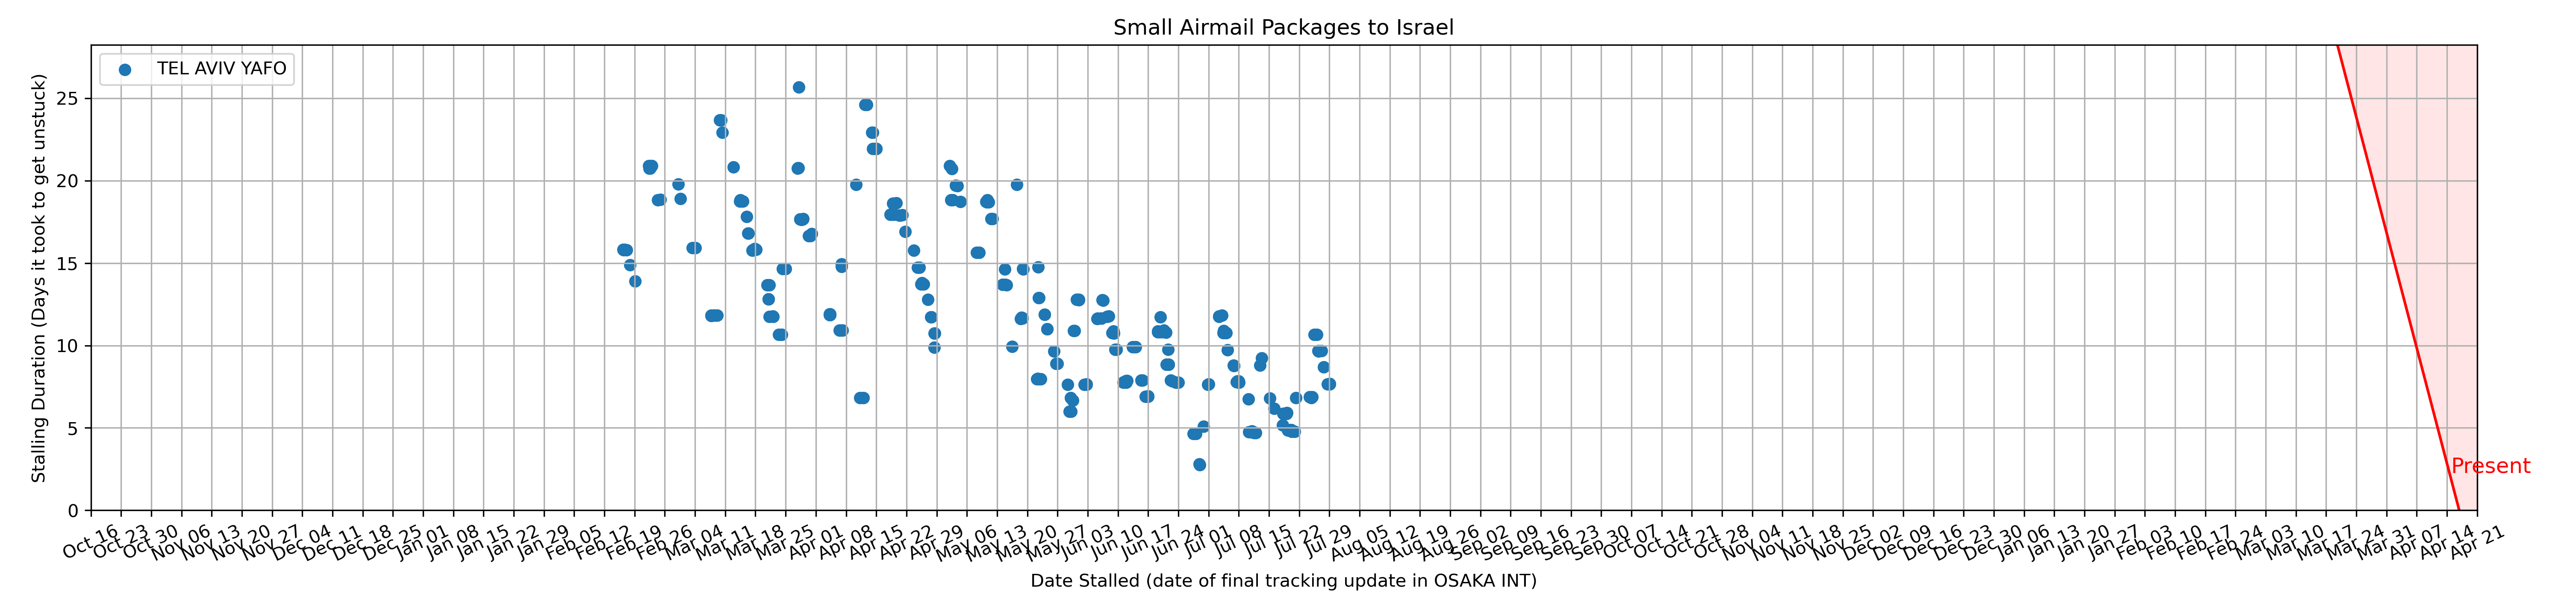 Small Airmail Packages to Israel
TEL AVIV YAFO
Stalling Duration (Days it took to get unstuck)
25
20
15
10
5
0
Present
Oct 16
Oct 23
Oct 30
Nov 06
Nov 13
Nov 20
Nov 27
Dec 04
Dec 11
Dec 18
Dec 25
Jan 01
Jan 08
Jan 15
Jan 22
Jan 29
Feb 05
Feb 12
Feb 19
Feb 26
Mar 04
Mar 11
Mar 18
Mar 25
Apr 01
Apr 08
Apr 15
Apr 22
Apr 29
May 06
May 13
May 20
May 27
Jun 03
Jun 10
Jun 17
Jun 24
Jul 01
Jul 08
Jul 15
Jul 22
Jul 29
Aug 05
Aug 12
Aug 19
Aug 26
Sep 02
Sep 09
Sep 16
Sep 23
Sep 30
Oct 07
Oct 14
Oct 21
Oct 28
Nov 04
Nov 11
Nov 18
Nov 25
Dec 02
Dec 09
Dec 16
Dec 23
Dec 30
Jan 06
Jan 13
Jan 20
Jan 27
Feb 03
Feb 10
Feb 17
Feb 24
Mar 03
Mar 10
Mar 17
Mar 24
Mar 31
Apr 07
Apr 14
Apr 21
Date Stalled (date of final tracking update in OSAKA INT)